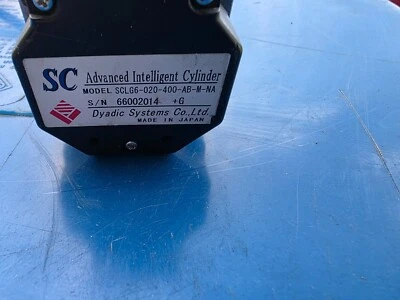 SC Advanced Intelligent Cylinder
MODEL SCLG6-020-400-AB-M-NA
S/N 66002014 +G
Dyadic Systems Co.,Ltd.
MADE IN JAPAN